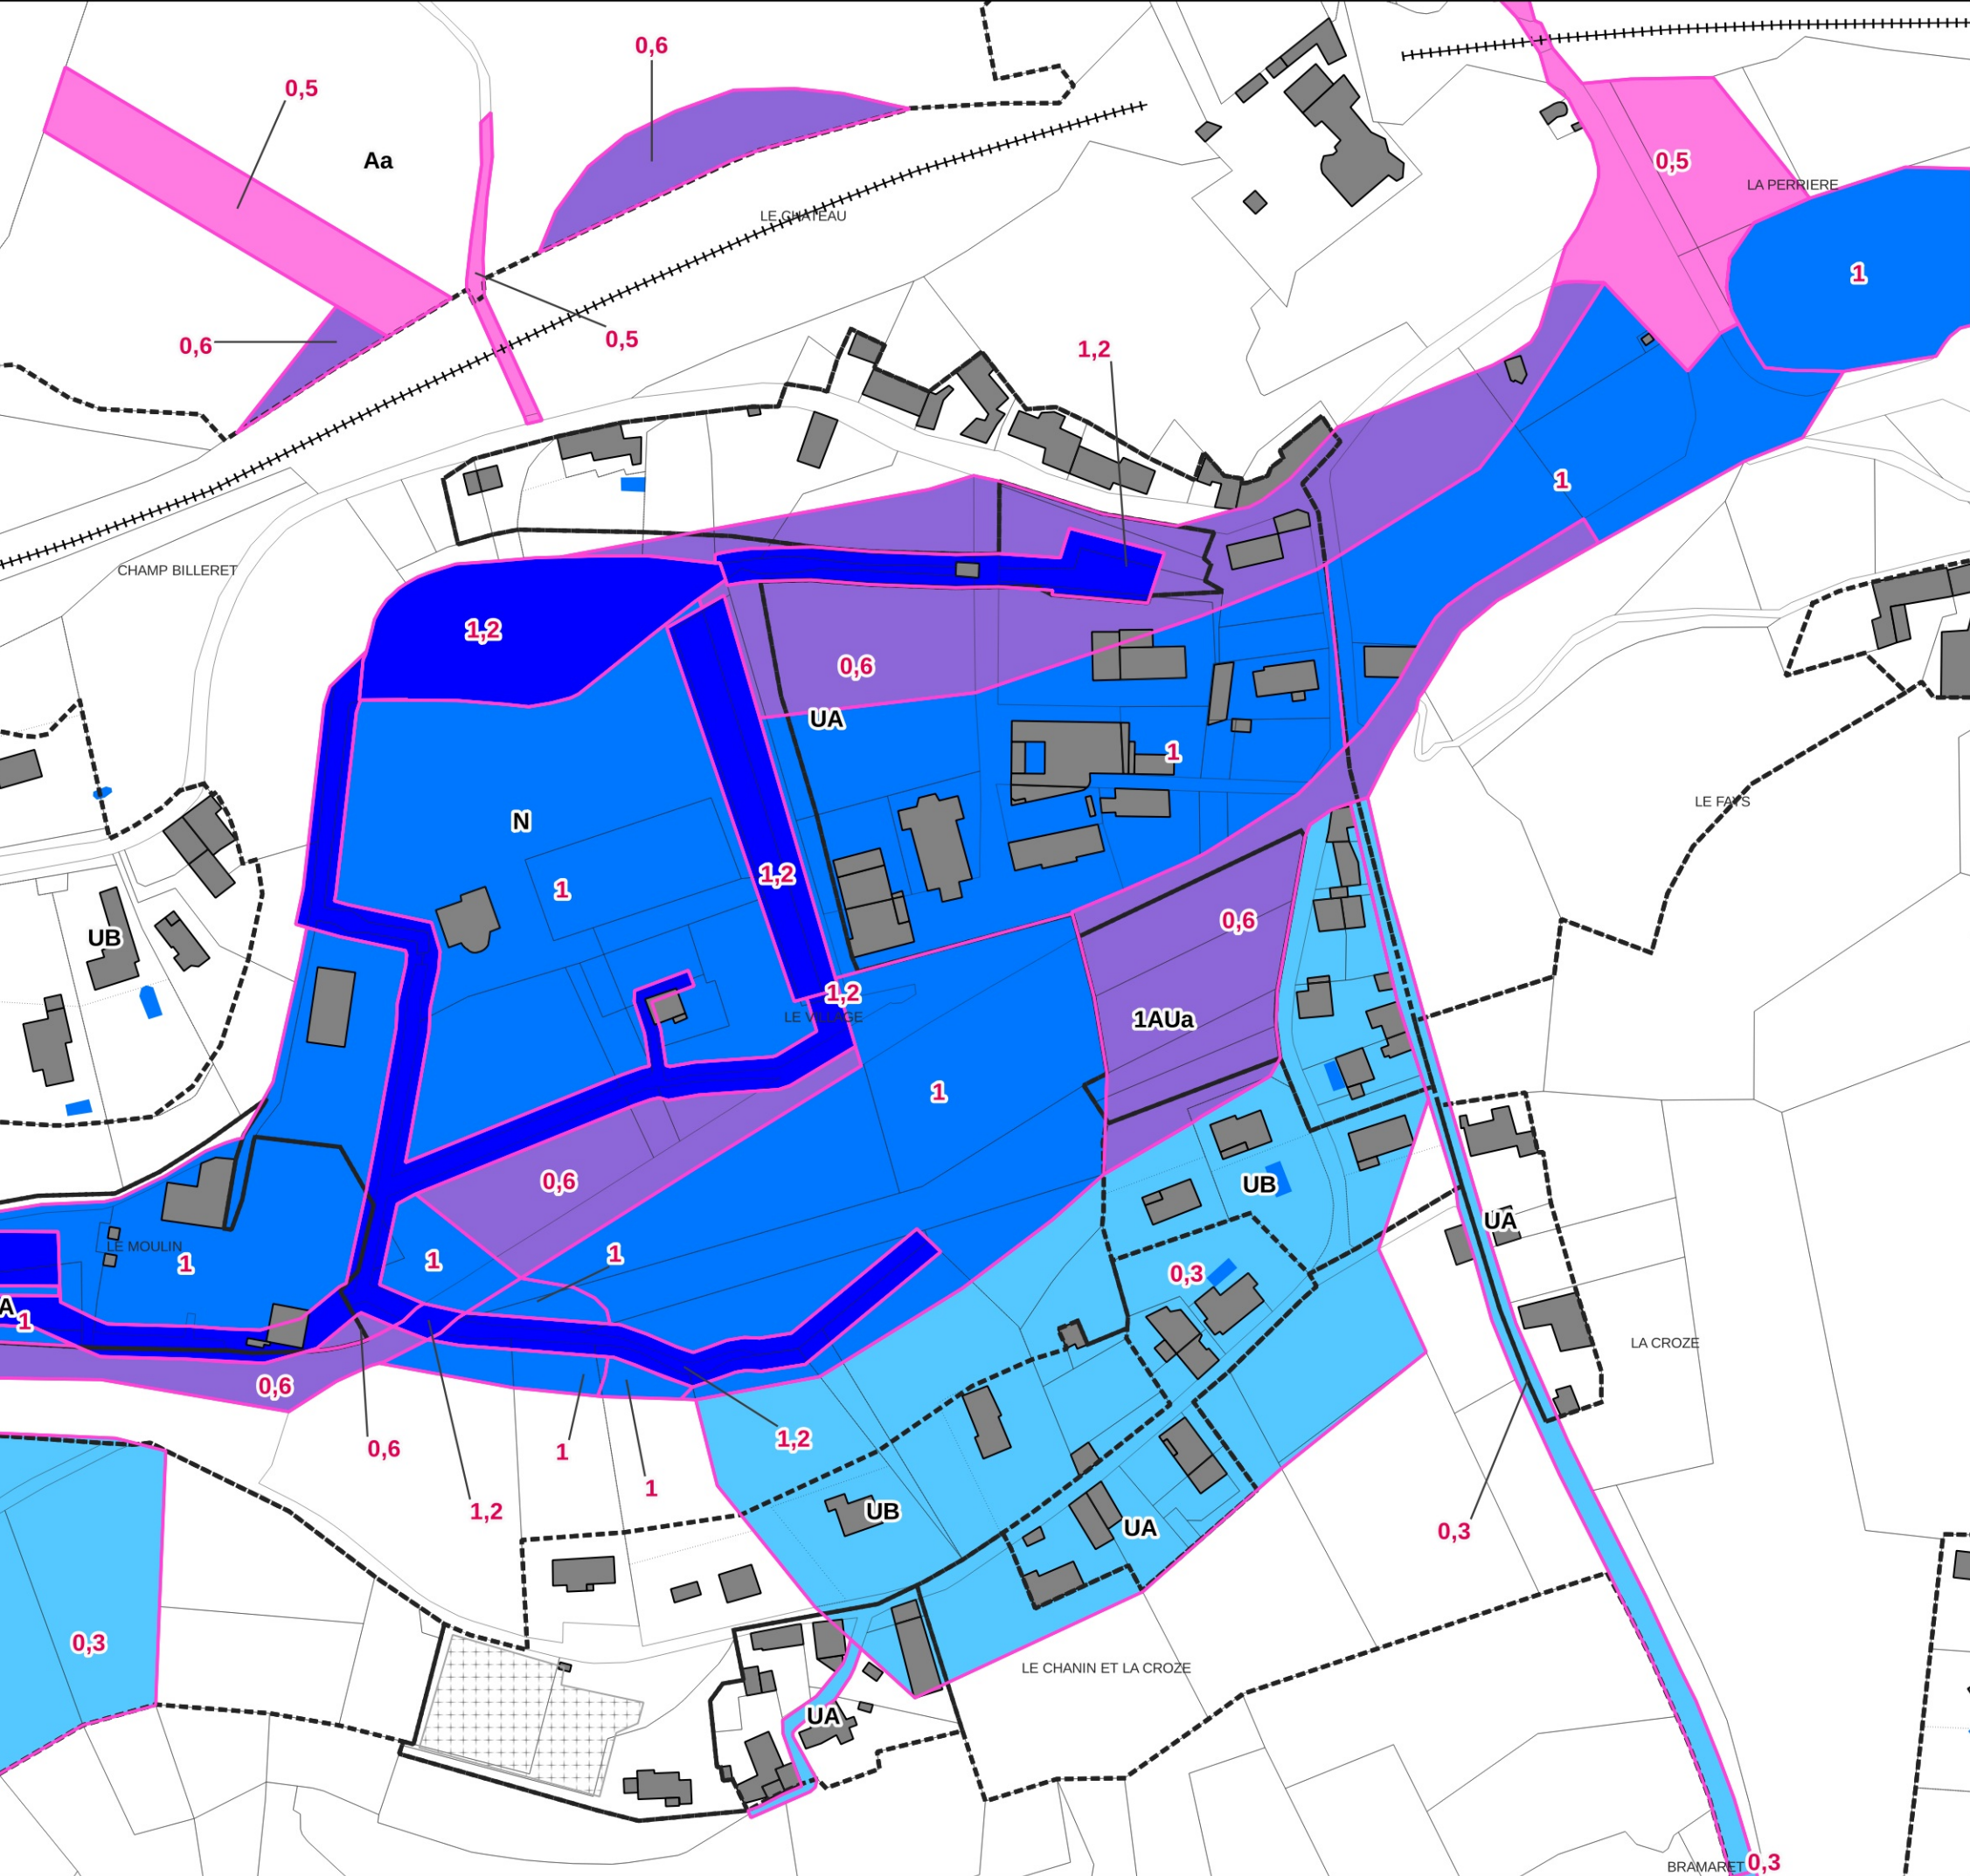 0,6
0,5
Aa
0,5
LA PERRIERE
LE CHATEAU
1
0,5
0,6
1,2
1
CHAMP BILLERET
1,2
0,6
UA
1
LE FAYS
N
1,2
1
0,6
UB
1,2
LE VILLAGE
1AUa
1
0,6
UB
UA
LE MOULIN
1
1
1
0,3
A
1
LA CROZE
0,6
0,6
1,2
1
1
1,2
UB
UA
0,3
0,3
LE CHANIN ET LA CROZE
UA
BRAMARET
0,3